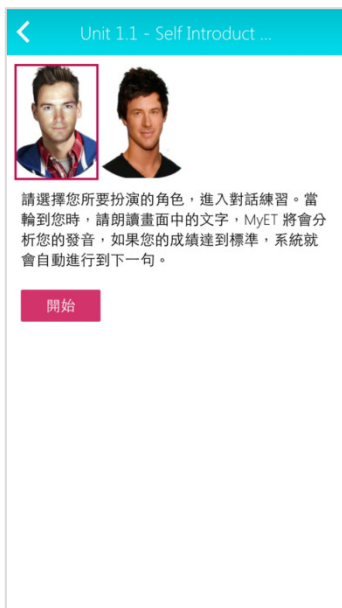 Unit 1.1 - Self Introduct ...
請選擇您所要扮演的角色，進入對話練習。當
輪到您時，請朗讀畫面中的文字，MyET 將會分
析您的發音，如果您的成績達到標準，系統就
會自動進行到下一句。
開始